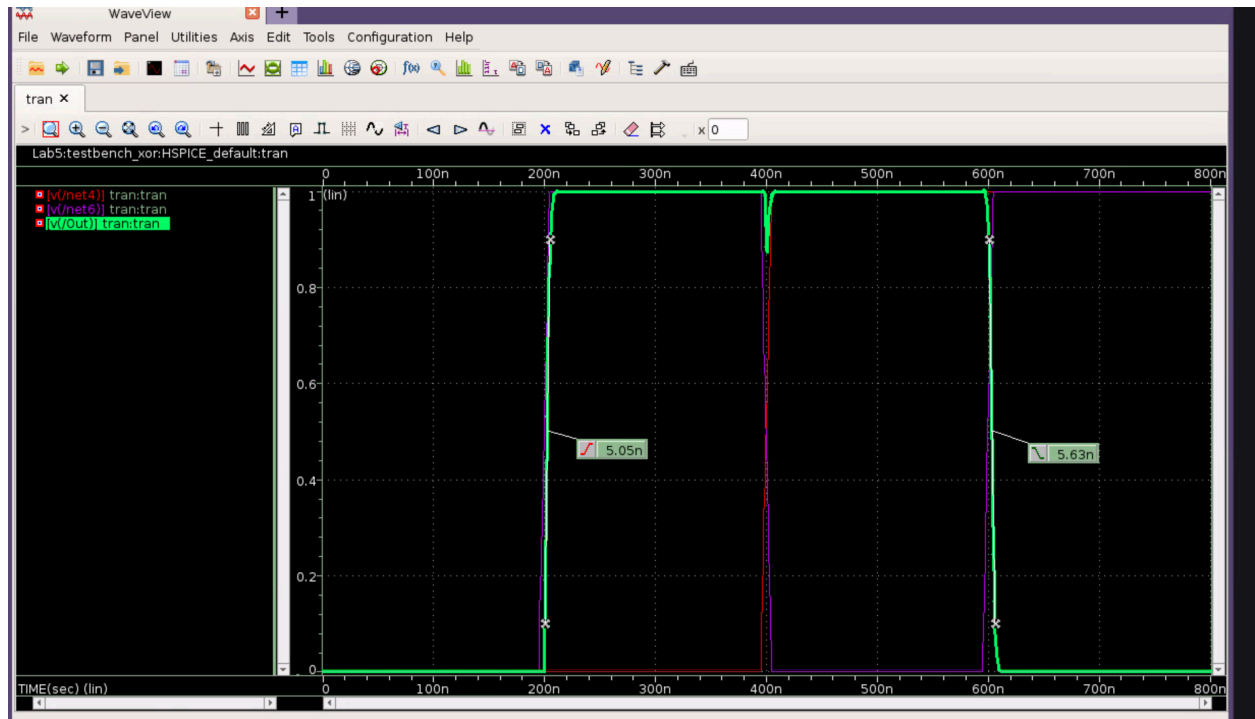 WaveView
File Waveform Panel Utilities Axis Edit Tools Configuration Help
f(x)
tran ×
> A x 0
Lab5:testbench_xor:HSPICE_default:tran
0 100n 200n 300n 400n 500n 600n 700n 800n
[v(/net4)] tran:tran
[v(/net6)] tran:tran
[v(/Out)] tran:tran
1 (lin)
0.8
0.6
5.05n
5.63n
0.4
0.2
0
TIME(sec) (lin)
0 100n 200n 300n 400n 500n 600n 700n 800n